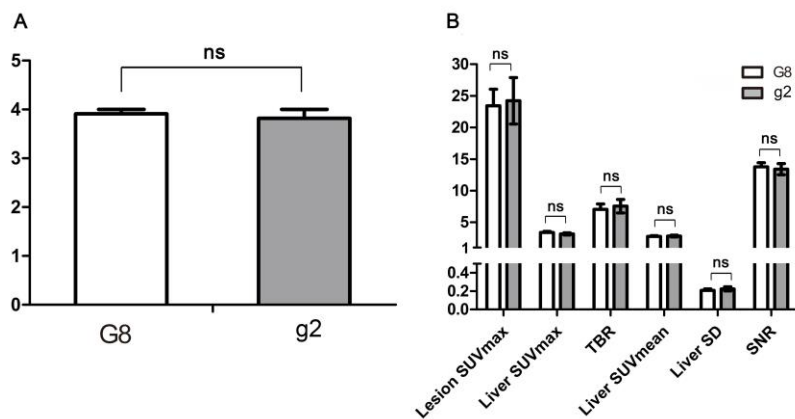 A
ns
5
4
3
2
1
0
G8
g2
B
ns
ns
ns
ns
ns
ns
G8
g2
30
25
20
15
10
5
1
0.4
0.2
0.0
Lesion SUVmax
Liver SUVmax
TBR
Liver SUVmean
Liver SD
SNR